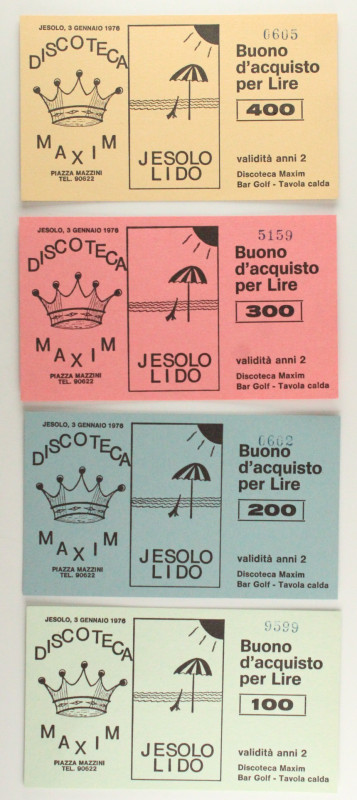 JESOLO, 3 GENNAIO 1976
DISCOTECA
MAXIM
PIAZZA MAZZINI
TEL. 90622
JESOLO
LIDO
0605
Buono
d'acquisto
per Lire
400
validità anni 2
Discoteca Maxim
Bar Golf - Tavola calda
JESOLO, 3 GENNAIO 1976
DISCOTECA
MAXIM
PIAZZA MAZZINI
TEL. 90622
JESOLO
LIDO
5159
Buono
d'acquisto
per Lire
300
validità anni 2
Discoteca Maxim
Bar Golf - Tavola calda
JESOLO, 3 GENNAIO 1976
DISCOTECA
MAXIM
PIAZZA MAZZINI
TEL. 90622
JESOLO
LIDO
0602
Buono
d'acquisto
per Lire
200
validità anni 2
Discoteca Maxim
Bar Golf - Tavola calda
JESOLO, 3 GENNAIO 1976
DISCOTECA
MAXIM
PIAZZA MAZZINI
TEL. 90622
JESOLO
LIDO
9599
Buono
d'acquisto
per Lire
100
validità anni 2
Discoteca Maxim
Bar Golf - Tavola calda